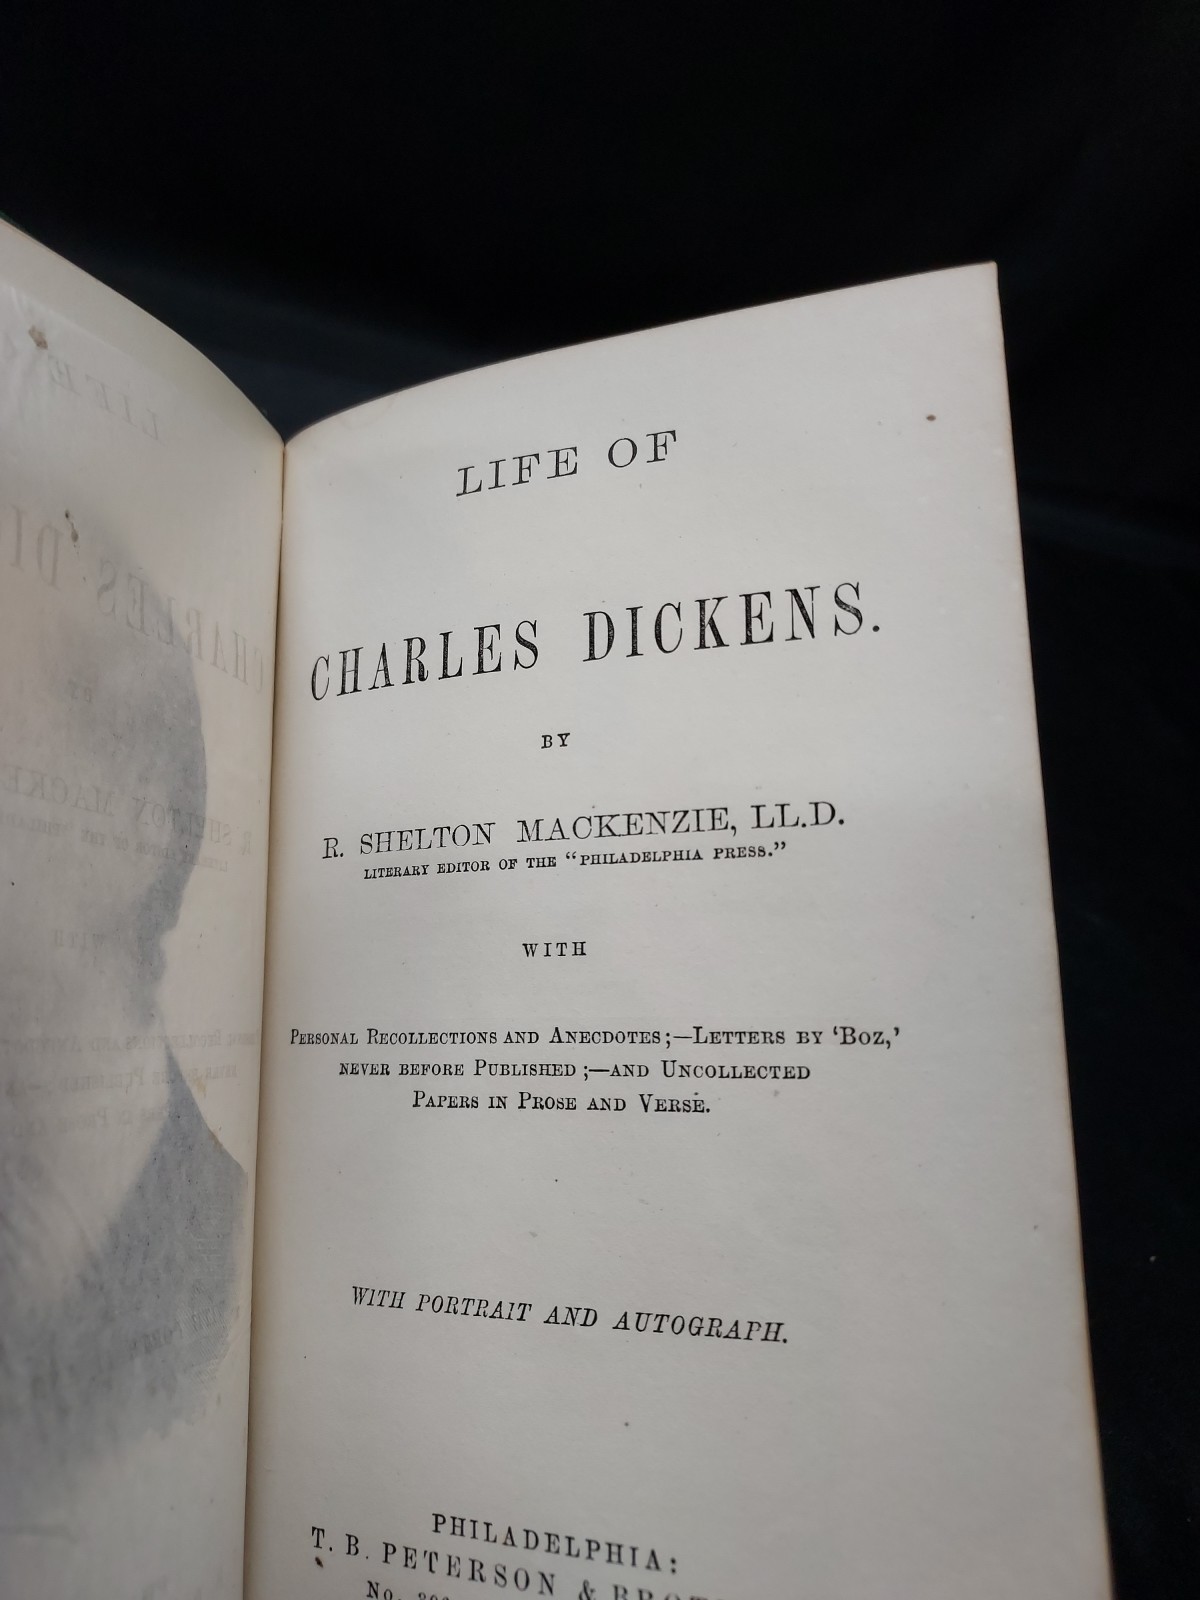 LIFE OF
CHARLES DICKENS.
BY
R. SHELTON MACKENZIE, LL.D.
LITERARY EDITOR OF THE "PHILADELPHIA PRESS."
WITH
PERSONAL RECOLLECTIONS AND ANECDOTES;—LETTERS BY 'BOZ,'
NEVER BEFORE PUBLISHED;—AND UNCOLLECTED
PAPERS IN PROSE AND VERSE.
WITH PORTRAIT AND AUTOGRAPH.
PHILADELPHIA:
T. B. PETERSON &
No.